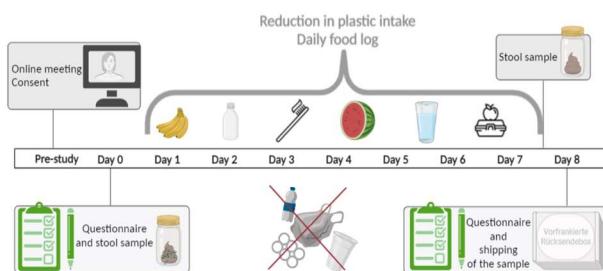 Reduction in plastic intake
Daily food log
Online meeting
Consent
Stool sample
Pre-study Day 0 Day 1 Day 2 Day 3 Day 4 Day 5 Day 6 Day 7 Day 8
Questionnaire
and stool sample
Questionnaire
and
shipping
of the sample
Vorfrankierte
Rücksendebox